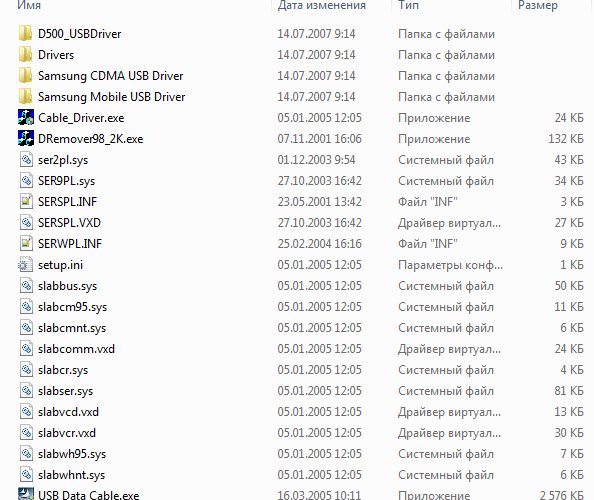 Имя Дата изменения Тип Размер
D500_USBDriver 14.07.2007 9:14 Папка с файлами
Drivers 14.07.2007 9:14 Папка с файлами
Samsung CDMA USB Driver 14.07.2007 9:14 Папка с файлами
Samsung Mobile USB Driver 14.07.2007 9:14 Папка с файлами
Cable_Driver.exe 05.01.2005 12:05 Приложение 24 КБ
DRemover98_2K.exe 07.11.2001 16:06 Приложение 132 КБ
ser2pl.sys 01.12.2003 9:54 Системный файл 43 КБ
SER9PL.sys 27.10.2003 16:42 Системный файл 34 КБ
SERSPL.INF 23.05.2001 13:42 Файл "INF" 3 КБ
SERSPL.VXD 27.10.2003 16:42 Драйвер виртуал... 27 КБ
SERWPL.INF 25.02.2004 16:16 Файл "INF" 9 КБ
setup.ini 05.01.2005 12:05 Параметры конф... 1 КБ
slabbus.sys 05.01.2005 12:05 Системный файл 50 КБ
slabcm95.sys 05.01.2005 12:05 Системный файл 11 КБ
slabcmnt.sys 05.01.2005 12:05 Системный файл 6 КБ
slabcomm.vxd 05.01.2005 12:05 Драйвер виртуал... 24 КБ
slabcr.sys 05.01.2005 12:05 Системный файл 4 КБ
slabser.sys 05.01.2005 12:05 Системный файл 81 КБ
slabvcd.vxd 05.01.2005 12:05 Драйвер виртуал... 13 КБ
slabvcr.vxd 05.01.2005 12:05 Драйвер виртуал... 30 КБ
slabwh95.sys 05.01.2005 12:05 Системный файл 7 КБ
slabwhnt.sys 05.01.2005 12:05 Системный файл 6 КБ
USB Data Cable.exe 16.03.2005 10:11 Приложение 2 576 КБ